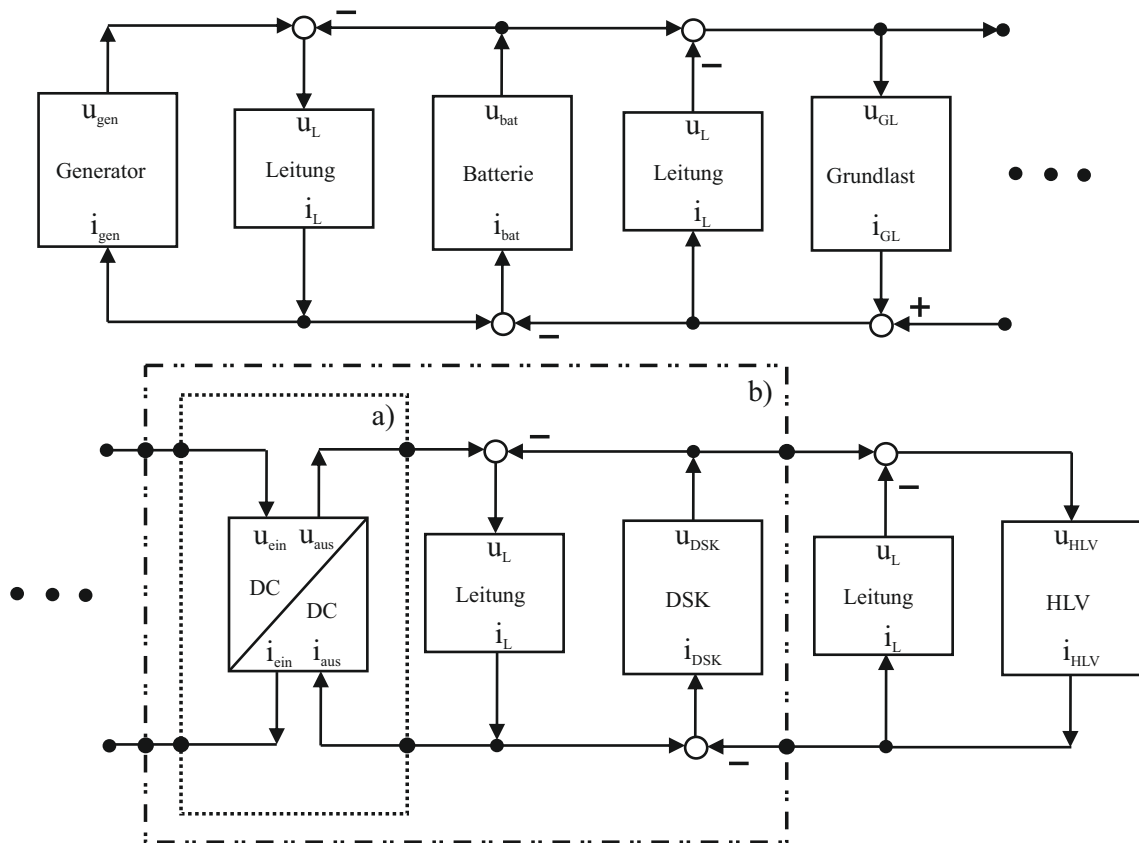 −
−
u_gen
Generator
i_gen
u_L
Leitung
i_L
u_bat
Batterie
i_bat
u_L
Leitung
i_L
u_GL
Grundlast
i_GL
−
+
a)
b)
−
−
u_ein u_aus
DC
DC
i_ein i_aus
u_L
Leitung
i_L
u_DSK
DSK
i_DSK
u_L
Leitung
i_L
u_HLV
HLV
i_HLV
−